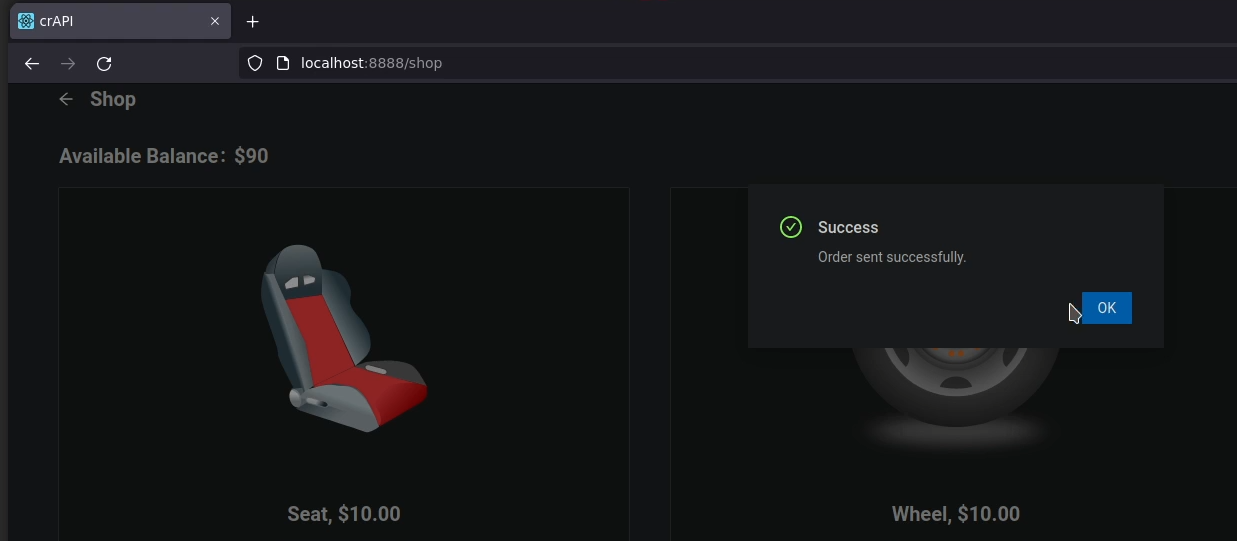 crAPI
localhost:8888/shop
Shop
Available Balance: $90
Success
Order sent successfully.
OK
Seat, $10.00
Wheel, $10.00